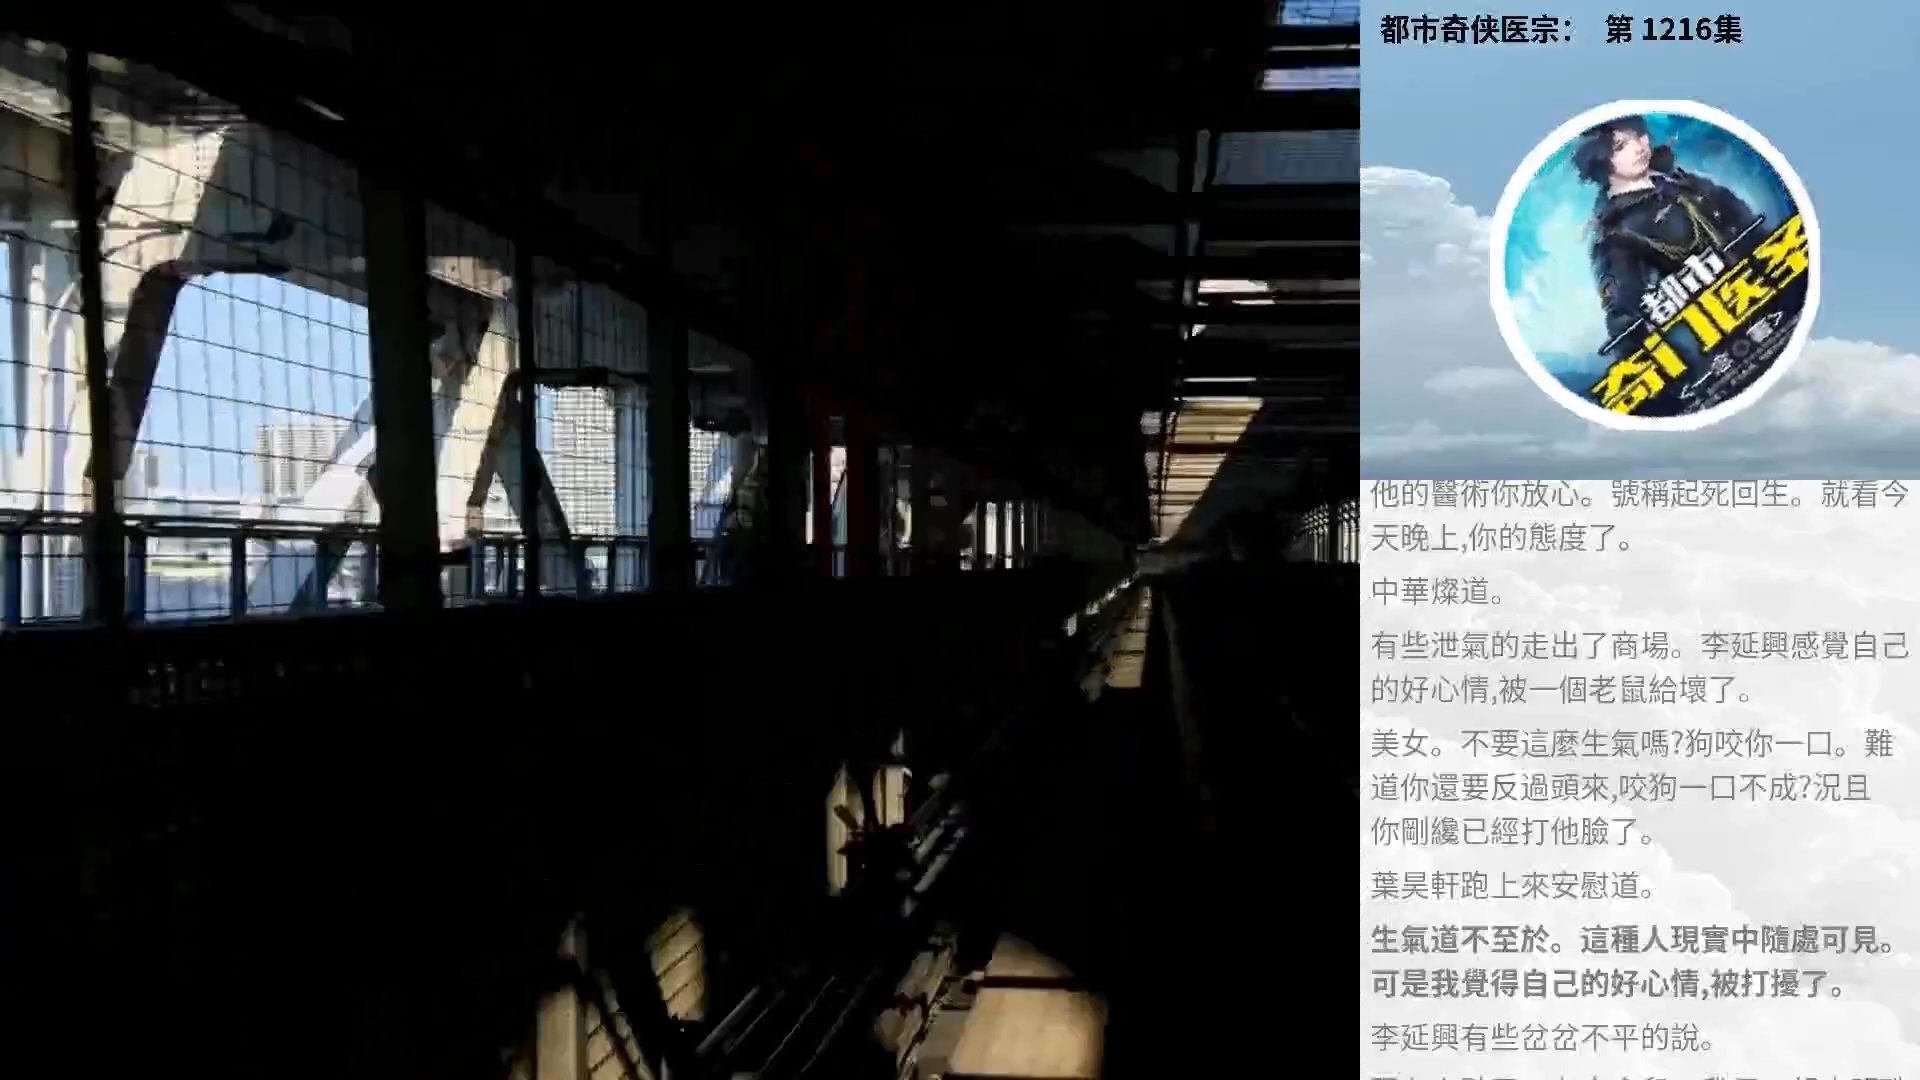 都市奇侠医宗： 第 1216集
都市
奇门医圣
他的醫術你放心。號稱起死回生。就看今
天晚上,你的態度了。
中華燦道。
有些泄氣的走出了商場。李延興感覺自己
的好心情,被一個老鼠給壞了。
美女。不要這麼生氣嗎?狗咬你一口。難
道你還要反過頭來,咬狗一口不成?況且
你剛纔已經打他臉了。
葉昊軒跑上來安慰道。
生氣道不至於。這種人現實中隨處可見。
可是我覺得自己的好心情,被打擾了。
李延興有些岔岔不平的說。